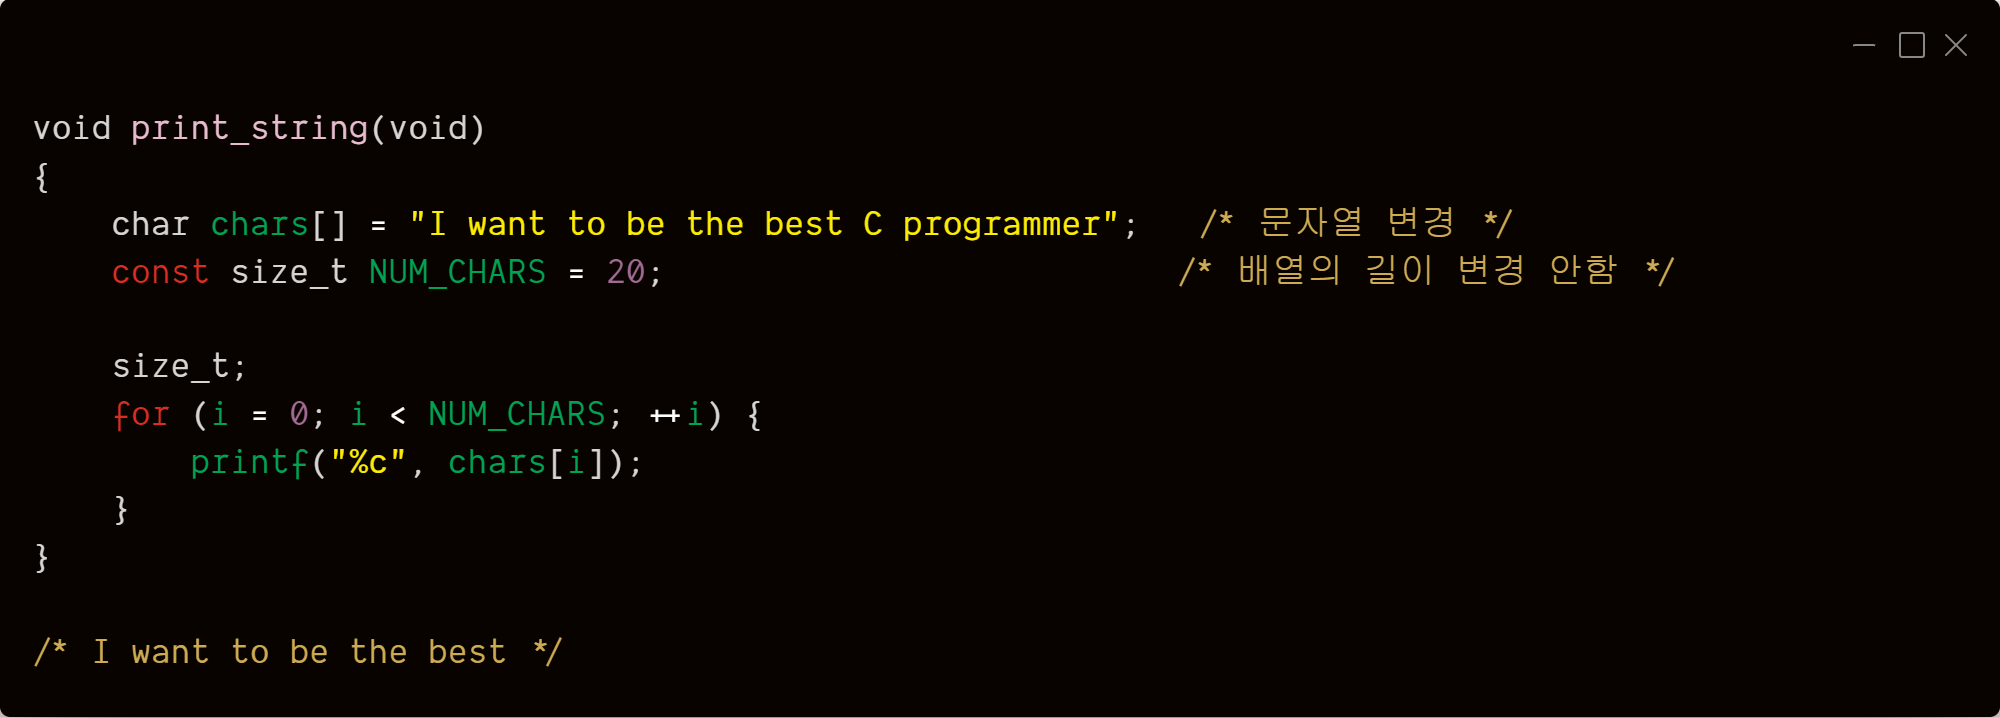 void print_string(void)
{
    char chars[] = "I want to be the best C programmer";   /* 문자열 변경 */
    const size_t NUM_CHARS = 20;                          /* 배열의 길이 변경 안함 */

    size_t;
    for (i = 0; i < NUM_CHARS; ++i) {
        printf("%c", chars[i]);
    }
}

/* I want to be the best */